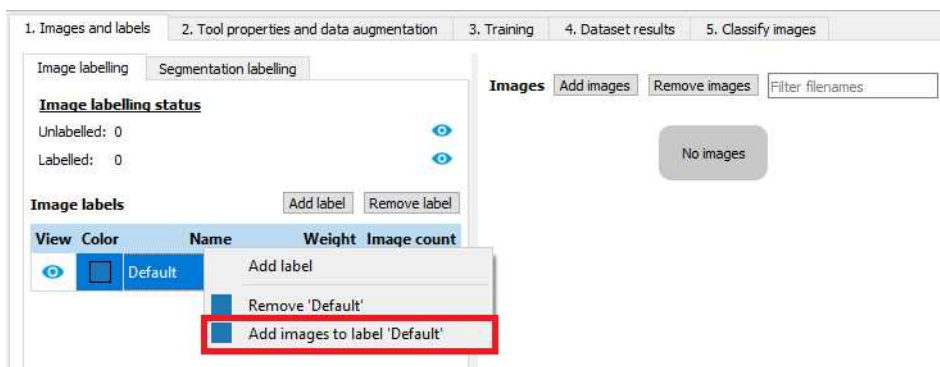 1. Images and labels 2. Tool properties and data augmentation 3. Training 4. Dataset results 5. Classify images
Image labelling Segmentation labelling
Images Add images Remove images Filter filenames
Image labelling status
Unlabelled: 0
Labelled: 0
No images
Image labels Add label Remove label
View Color Name Weight Image count
Default
Add label
Remove 'Default'
Add images to label 'Default'